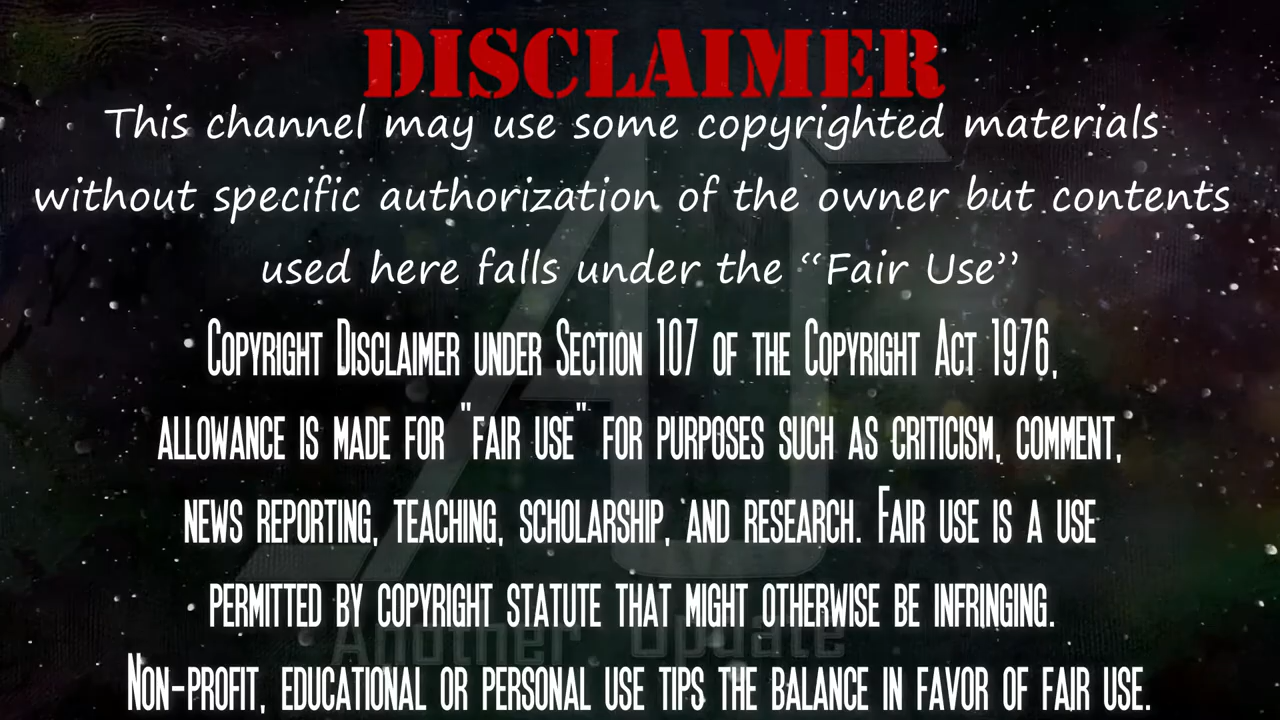 DISCLAIMER
This channel may use some copyrighted materials
without specific authorization of the owner but contents
used here falls under the “Fair Use”
Copyright Disclaimer under Section 107 of the Copyright Act 1976,
allowance is made for "fair use" for purposes such as criticism, comment,
news reporting, teaching, scholarship, and research. Fair use is a use
permitted by copyright statute that might otherwise be infringing.
Another Update
Non-profit, educational or personal use tips the balance in favor of fair use.